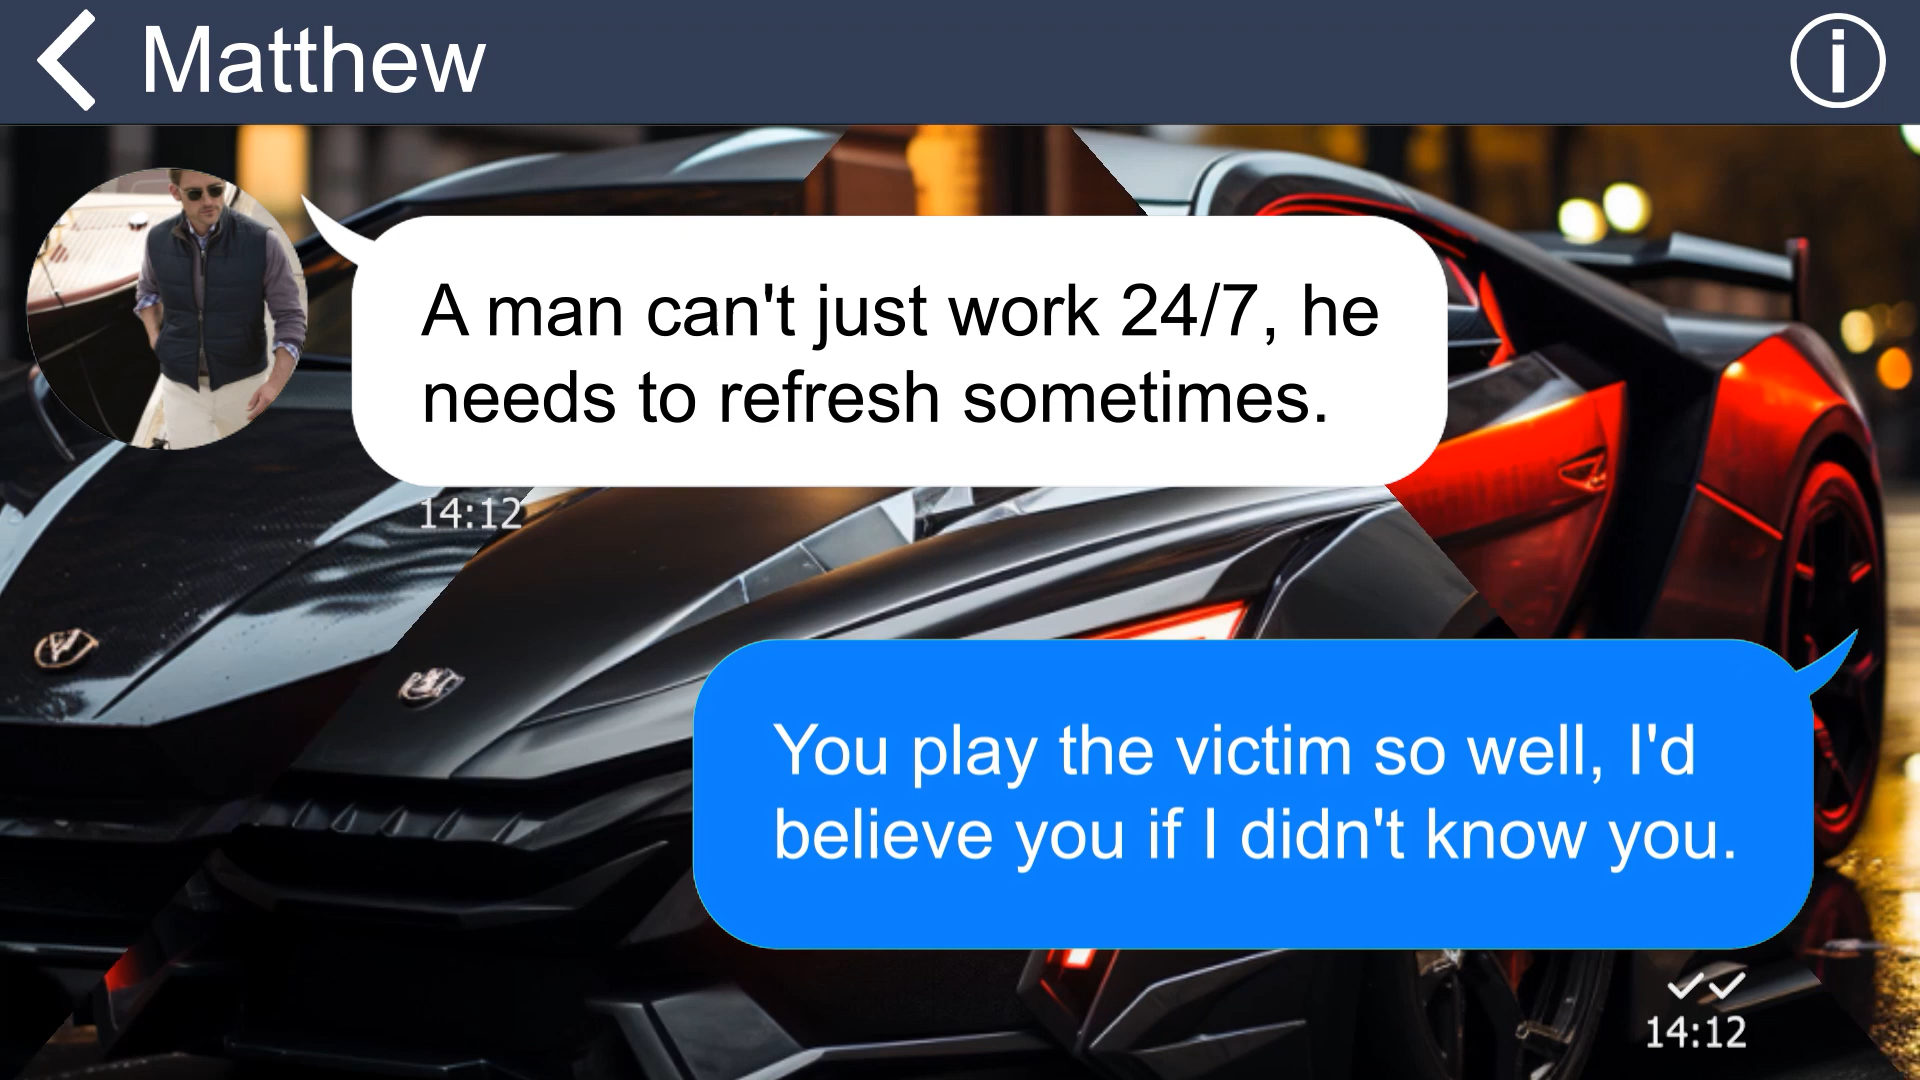 Matthew
A man can't just work 24/7, he
needs to refresh sometimes.
14:12
You play the victim so well, I'd
believe you if I didn't know you.
14:12